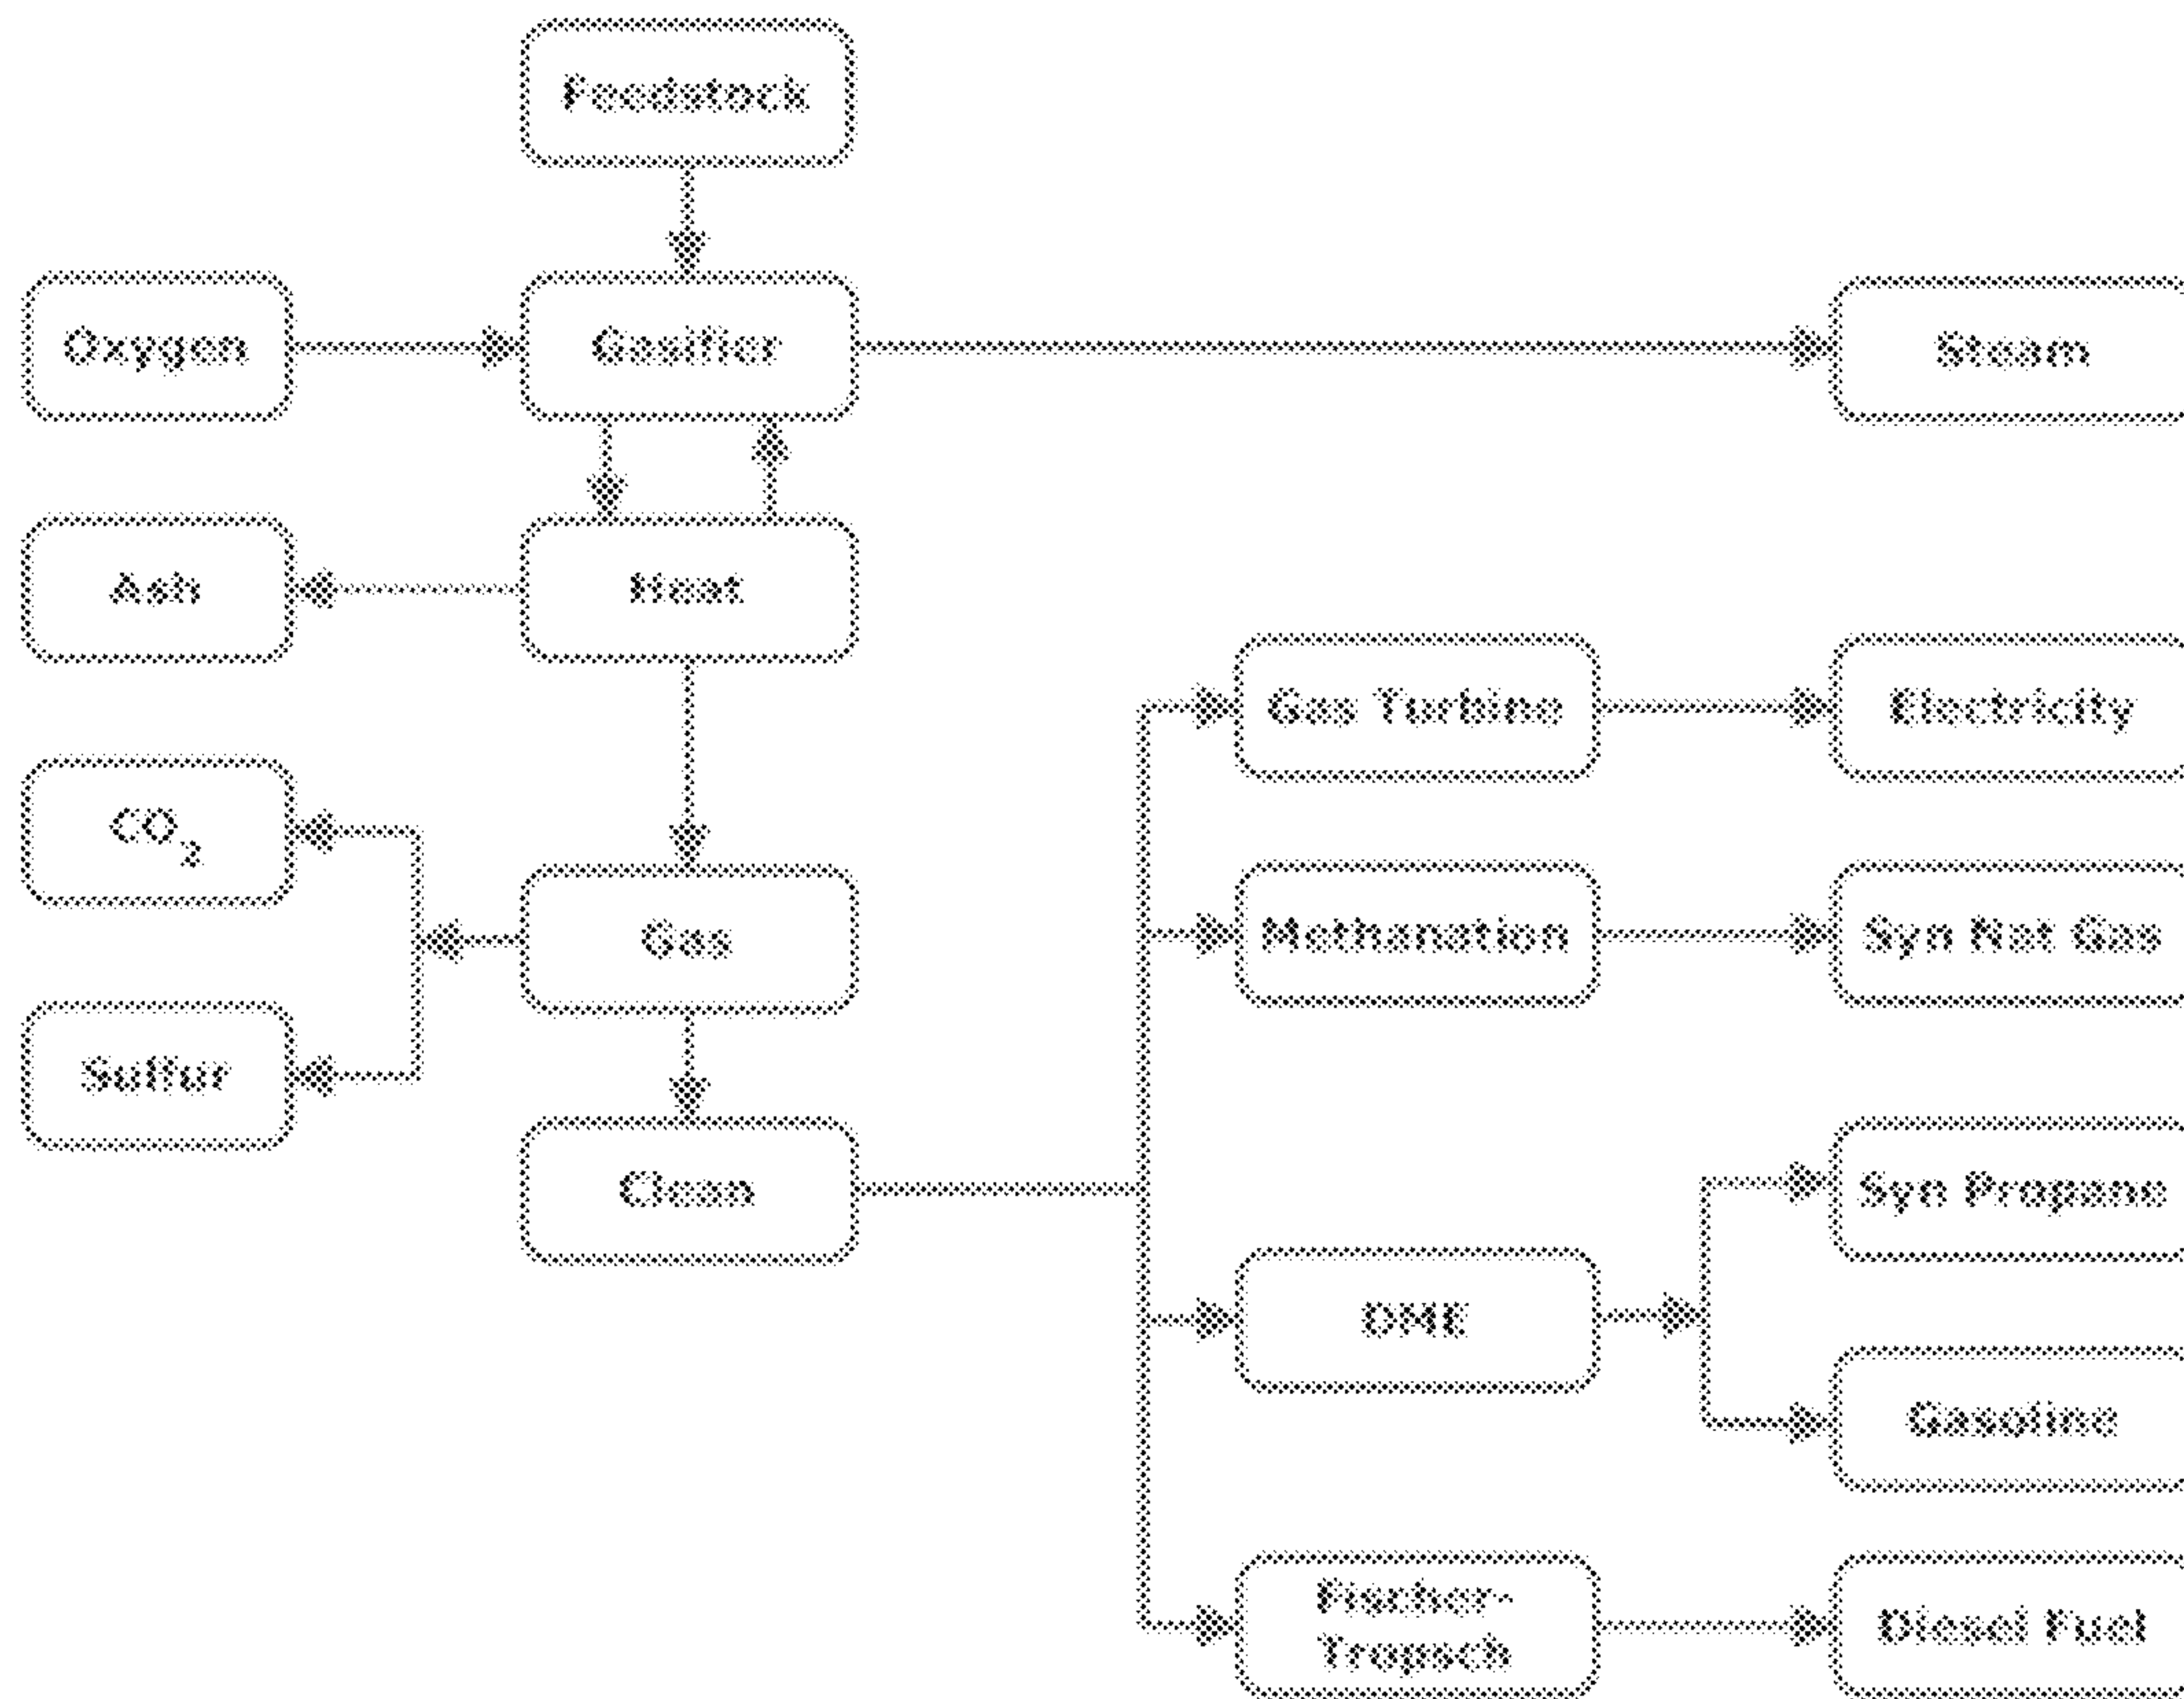 Feedstock
Oxygen
Gasifier
Steam
Ash
Heat
Gas Turbine
Electricity
CO2
Gas
Methanation
Syn Nat Gas
Sulfur
Clean
Syn Propane
DME
Gasoline
Fischer-
Tropsch
Diesel Fuel